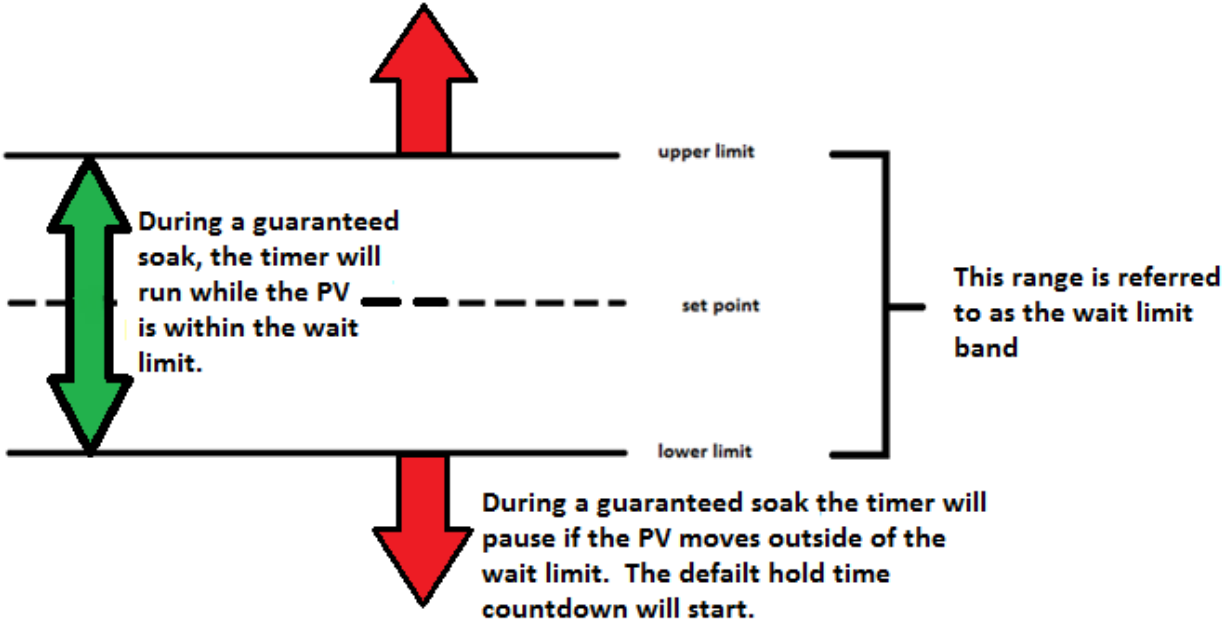 upper limit
During a guaranteed
soak, the timer will
run while the PV
is within the wait
limit.
set point
This range is referred
to as the wait limit
band
lower limit
During a guaranteed soak the timer will
pause if the PV moves outside of the
wait limit. The defailt hold time
countdown will start.